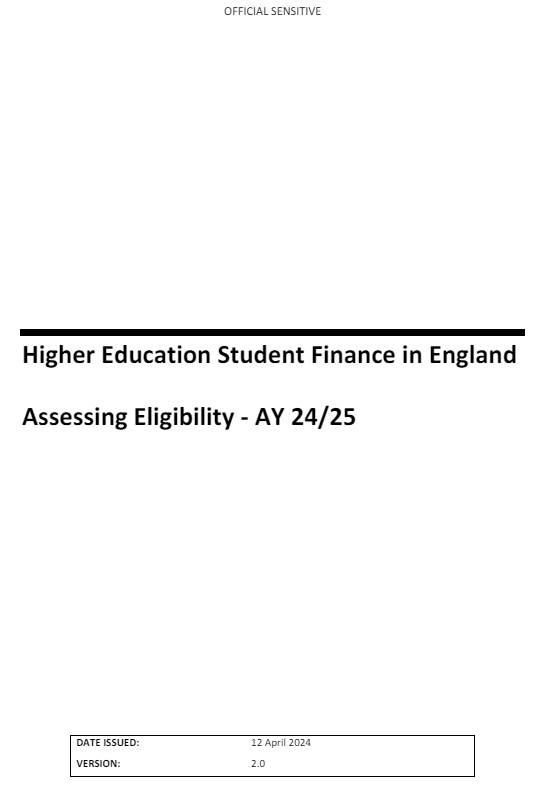 OFFICIAL SENSITIVE
Higher Education Student Finance in England
Assessing Eligibility - AY 24/25
DATE ISSUED: 12 April 2024
VERSION: 2.0